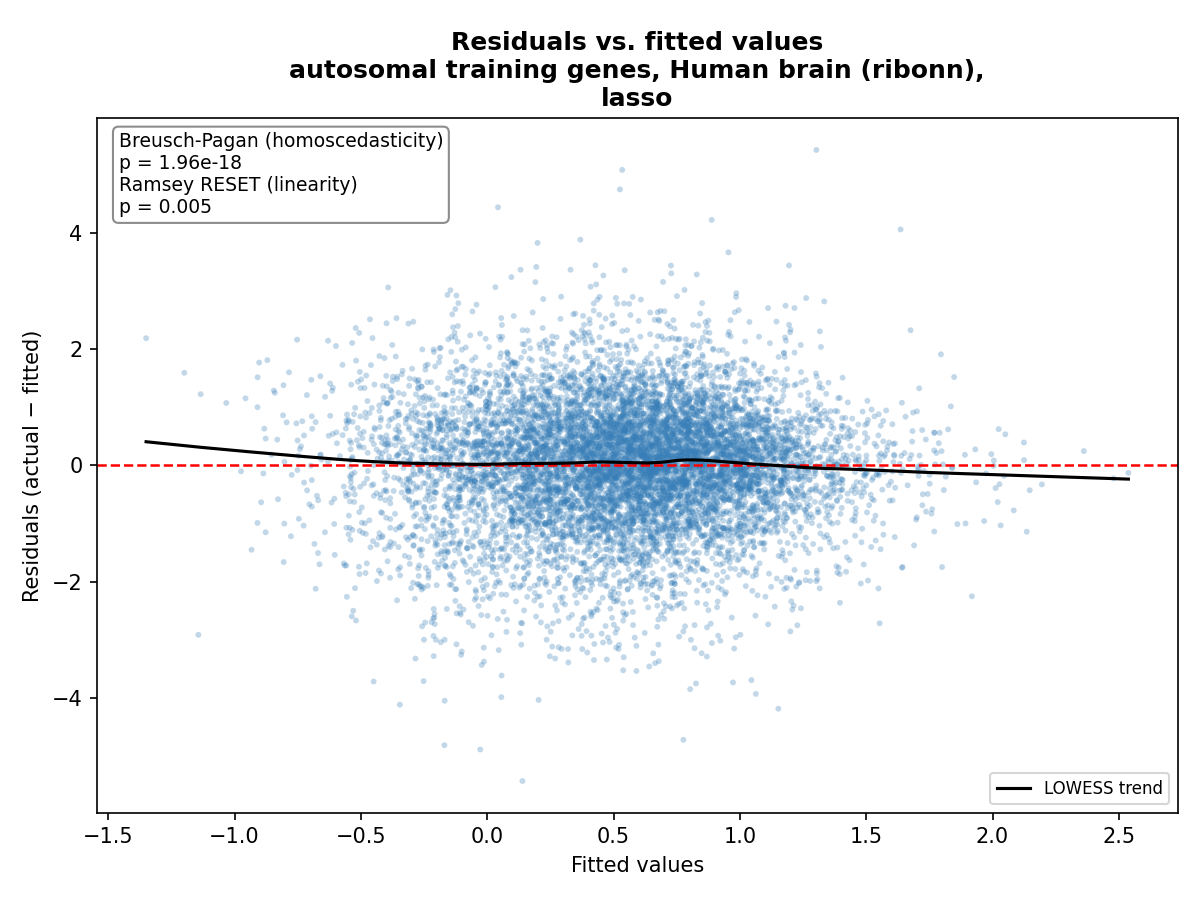 Residuals vs. fitted values
autosomal training genes, Human brain (ribonn),
lasso
Breusch-Pagan (homoscedasticity)
p = 1.96e-18
Ramsey RESET (linearity)
p = 0.005
Residuals (actual − fitted)
4
2
0
−2
−4
LOWESS trend
−1.5 −1.0 −0.5 0.0 0.5 1.0 1.5 2.0 2.5
Fitted values